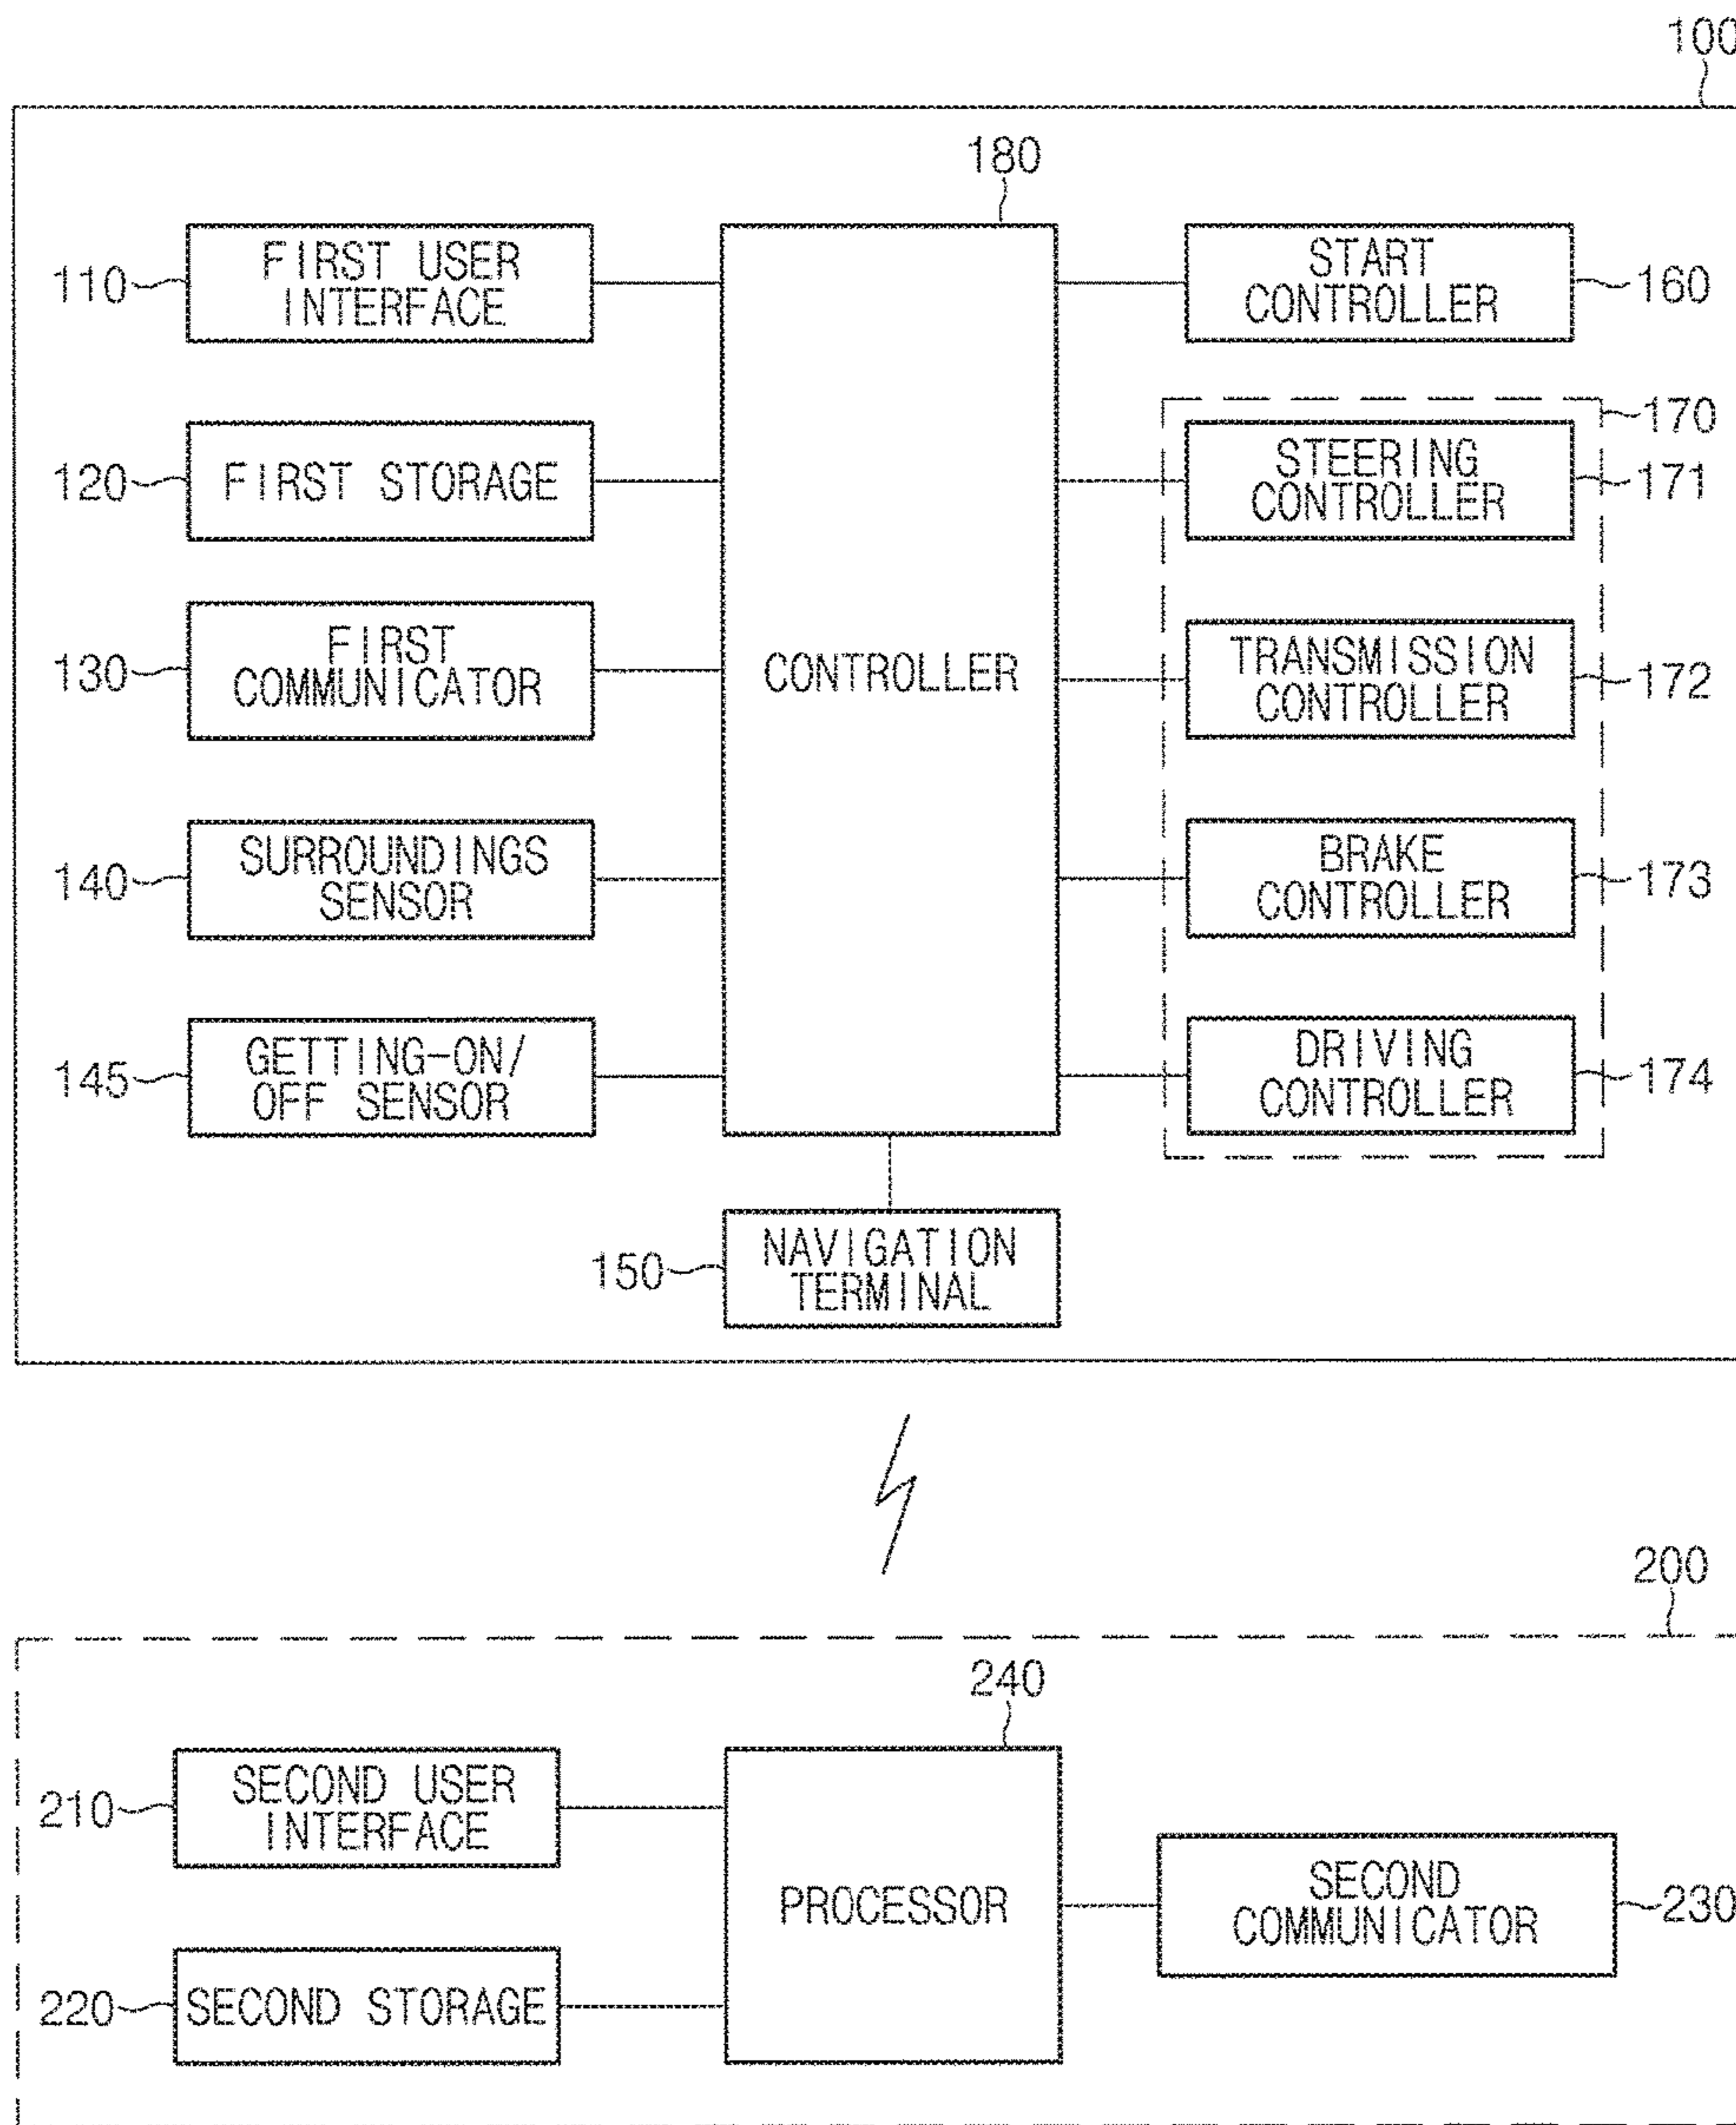 100
180
110
FIRST USER
INTERFACE
START
CONTROLLER
160
170
120
FIRST STORAGE
STEERING
CONTROLLER
171
130
FIRST
COMMUNICATOR
CONTROLLER
TRANSMISSION
CONTROLLER
172
140
SURROUNDINGS
SENSOR
BRAKE
CONTROLLER
173
145
GETTING-ON/
OFF SENSOR
DRIVING
CONTROLLER
174
150
NAVIGATION
TERMINAL
200
240
210
SECOND USER
INTERFACE
PROCESSOR
SECOND
COMMUNICATOR
230
220
SECOND STORAGE